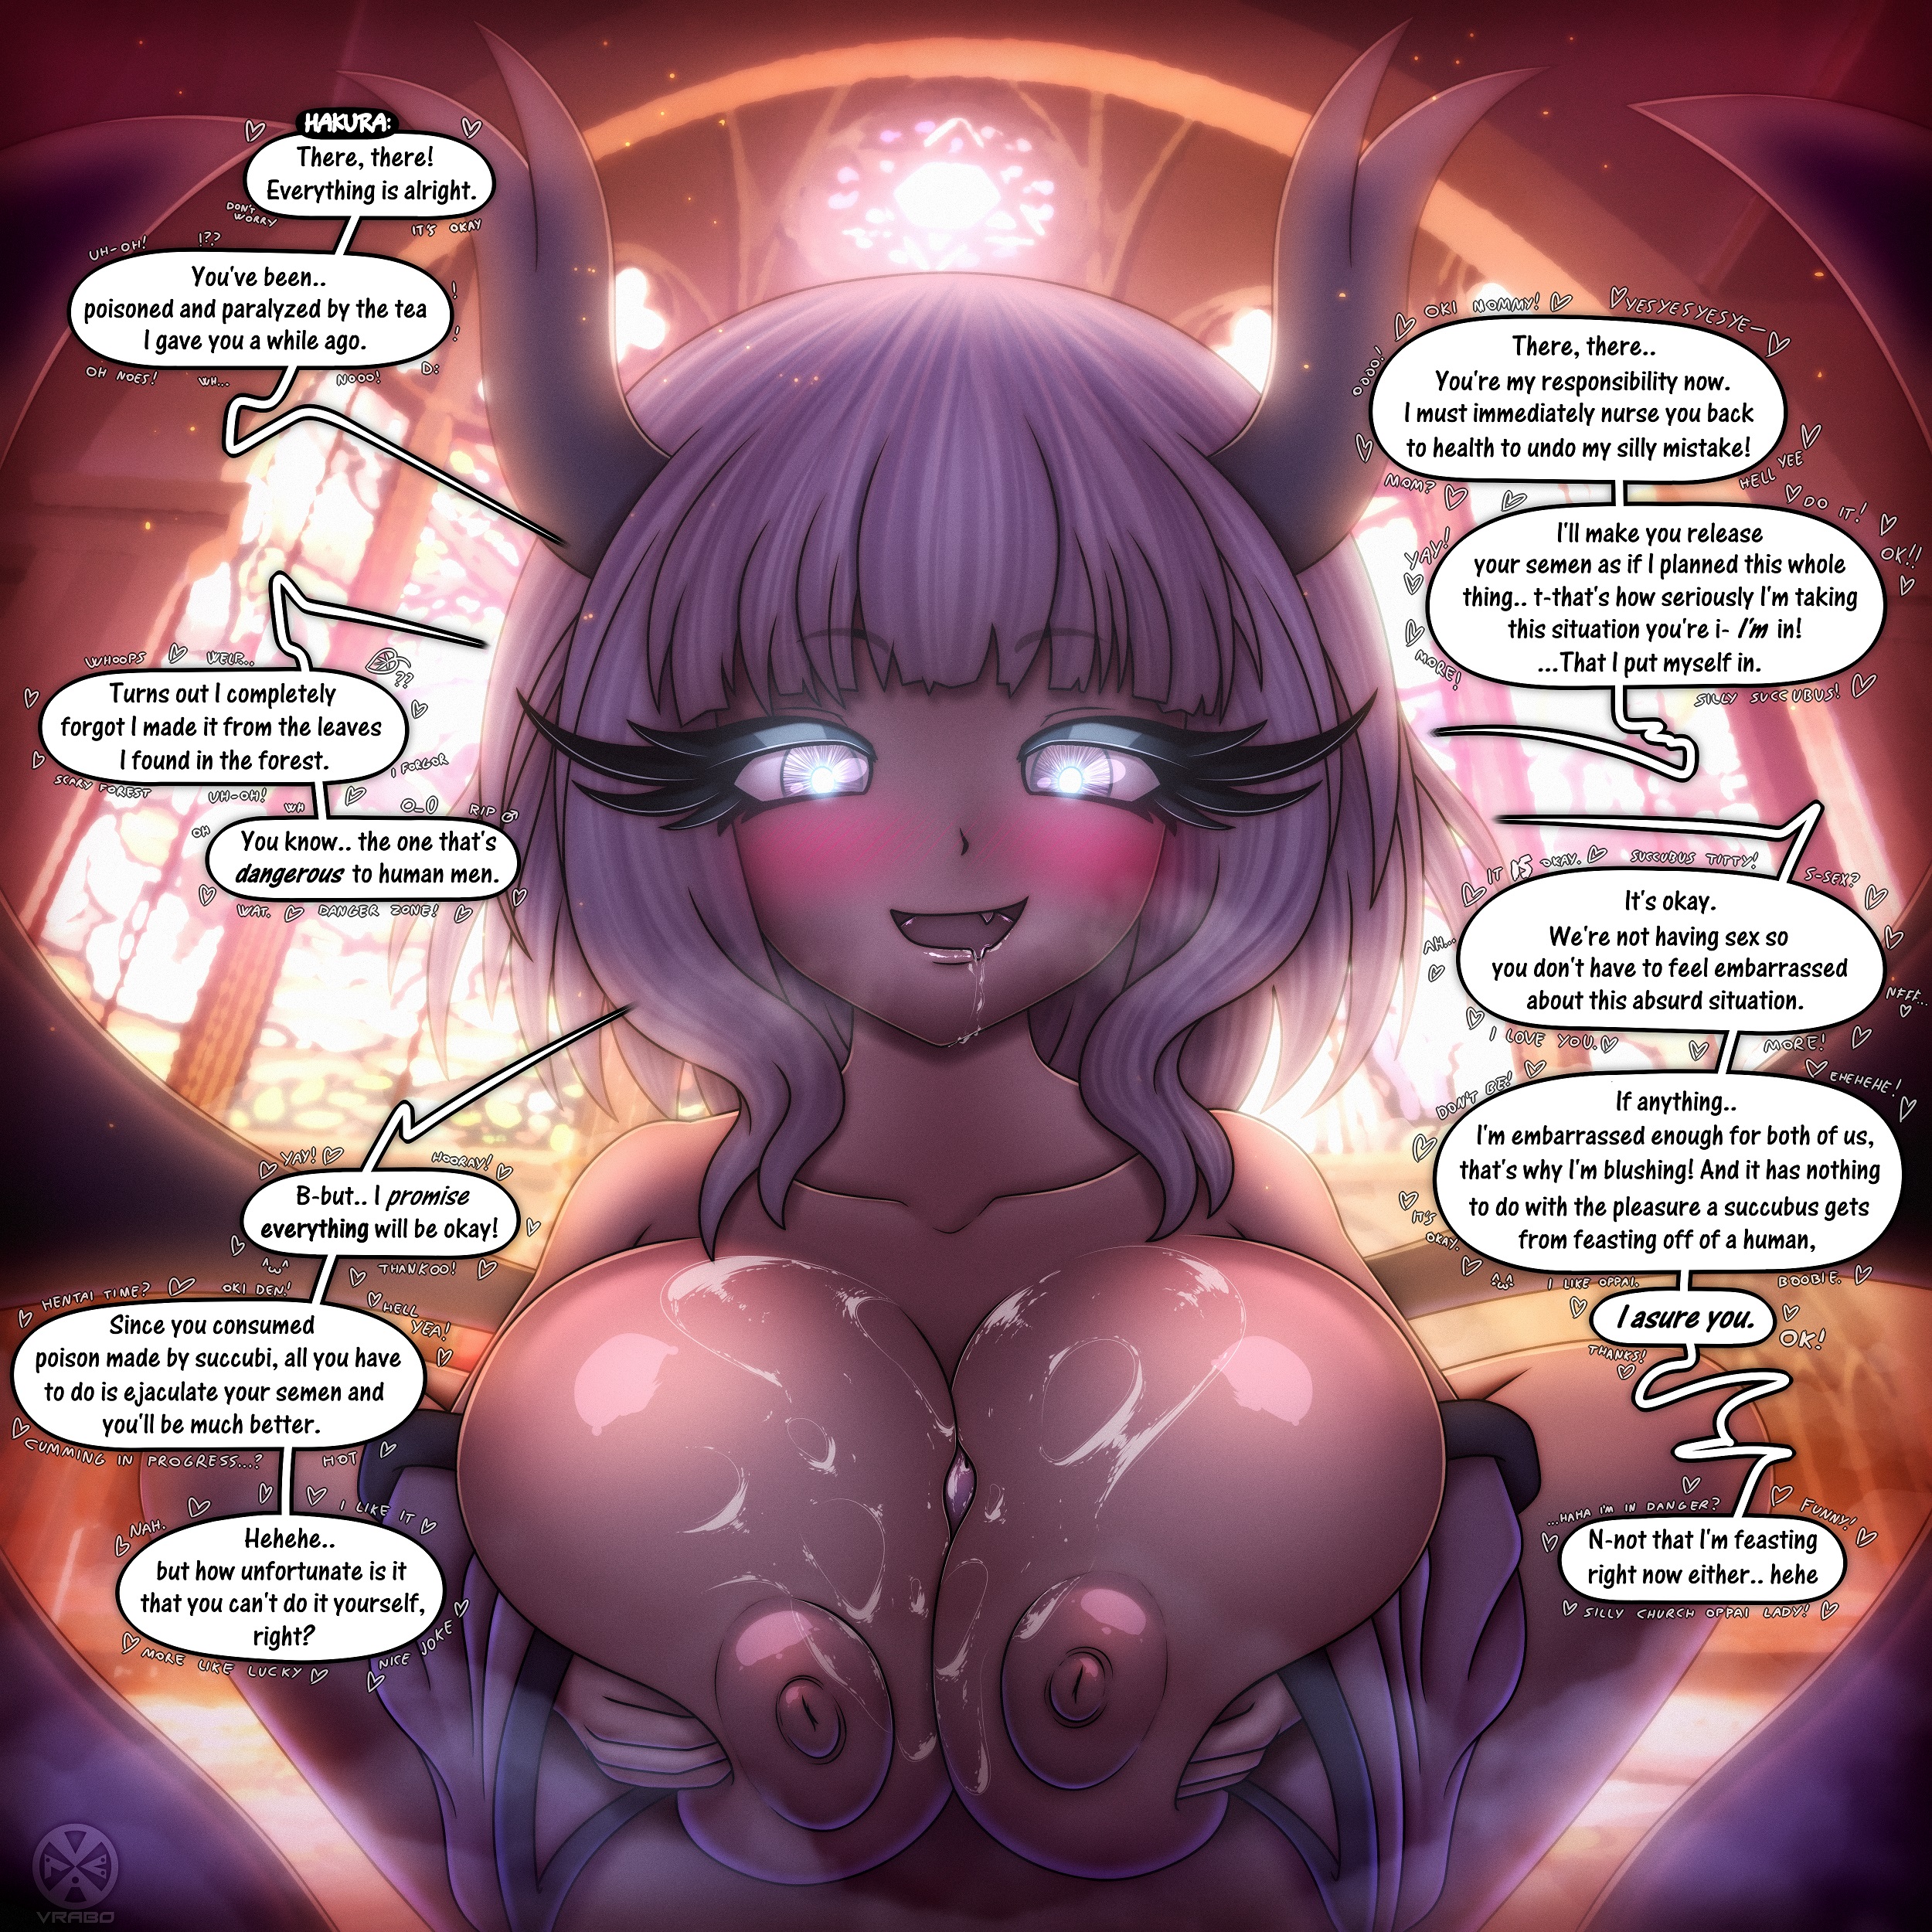 HAKURA:
There, there!
Everything is alright.
DON'T
WORRY
IT'S OKAY
UH-OH!
!??
You've been..
poisoned and paralyzed by the tea
I gave you a while ago.
!
!
OH NOES!
WH...
NOOO!
D:
WHOOPS
WELP...
??
Turns out I completely
forgot I made it from the leaves
I found in the forest.
SCARY FOREST
UH-OH!
WH
I FORGOR
O_O
RIP ♂
OH
You know.. the one that's
dangerous to human men.
WAT.
DANGER ZONE!
YAY!
HOORAY!
B-but.. I promise
everything will be okay!
^ω^
THANKOO!
HENTAI TIME?
OKI DEN!
HELL
YEA!
Since you consumed
poison made by succubi, all you have
to do is ejaculate your semen and
you'll be much better.
CUMMING IN PROGRESS...?
HOT
NAH.
I LIKE IT
Hehehe..
but how unfortunate is it
that you can't do it yourself,
right?
MORE LIKE LUCKY
NICE JOKE
OOOO!
OKI MOMMY!
YESYESYESYE—
There, there..
You're my responsibility now.
I must immediately nurse you back
to health to undo my silly mistake!
MOM?
HELL YEE
DO IT!
OK!!
YAY!
I'll make you release
your semen as if I planned this whole
thing.. t-that's how seriously I'm taking
this situation you're i- I'm in!
...That I put myself in.
MORE!
SILLY SUCCUBUS!
IT IS OKAY.
SUCCUBUS TITTY!
S-SEX?
It's okay.
We're not having sex so
you don't have to feel embarrassed
about this absurd situation.
AH...
NFFF...
I LOVE YOU.
MORE!
DON'T BE!
EHEHEHE!
If anything..
I'm embarrassed enough for both of us,
that's why I'm blushing! And it has nothing
to do with the pleasure a succubus gets
from feasting off of a human,
IT'S
OKAY.
^ω^
I LIKE OPPAI.
BOOBIE.
I asure you.
OK!
THANKS!
...HAHA I'M IN DANGER?
FUNNY!
N-not that I'm feasting
right now either.. hehe
SILLY CHURCH OPPAI LADY!
VRABO